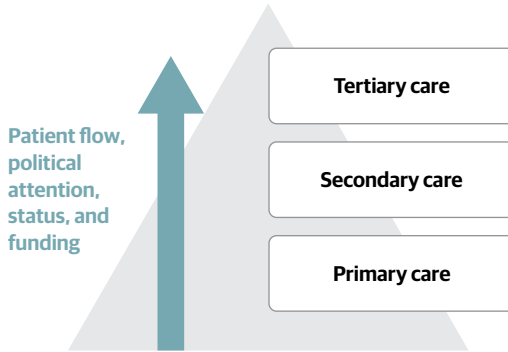 Tertiary care
Patient flow,
political
attention,
status, and
funding
Secondary care
Primary care